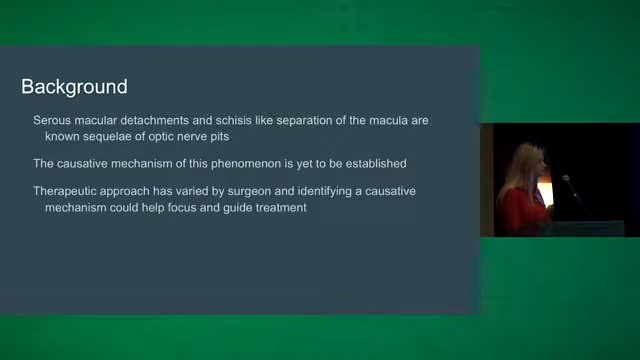 Background
Serous macular detachments and schisis like separation of the macula are
known sequelae of optic nerve pits
The causative mechanism of this phenomenon is yet to be established
Therapeutic approach has varied by surgeon and identifying a causative
mechanism could help focus and guide treatment